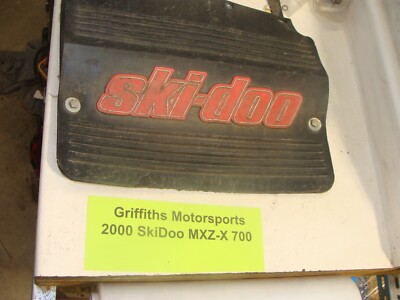 ski-doo
Griffiths Motorsports
2000 SkiDoo MXZ-X 700